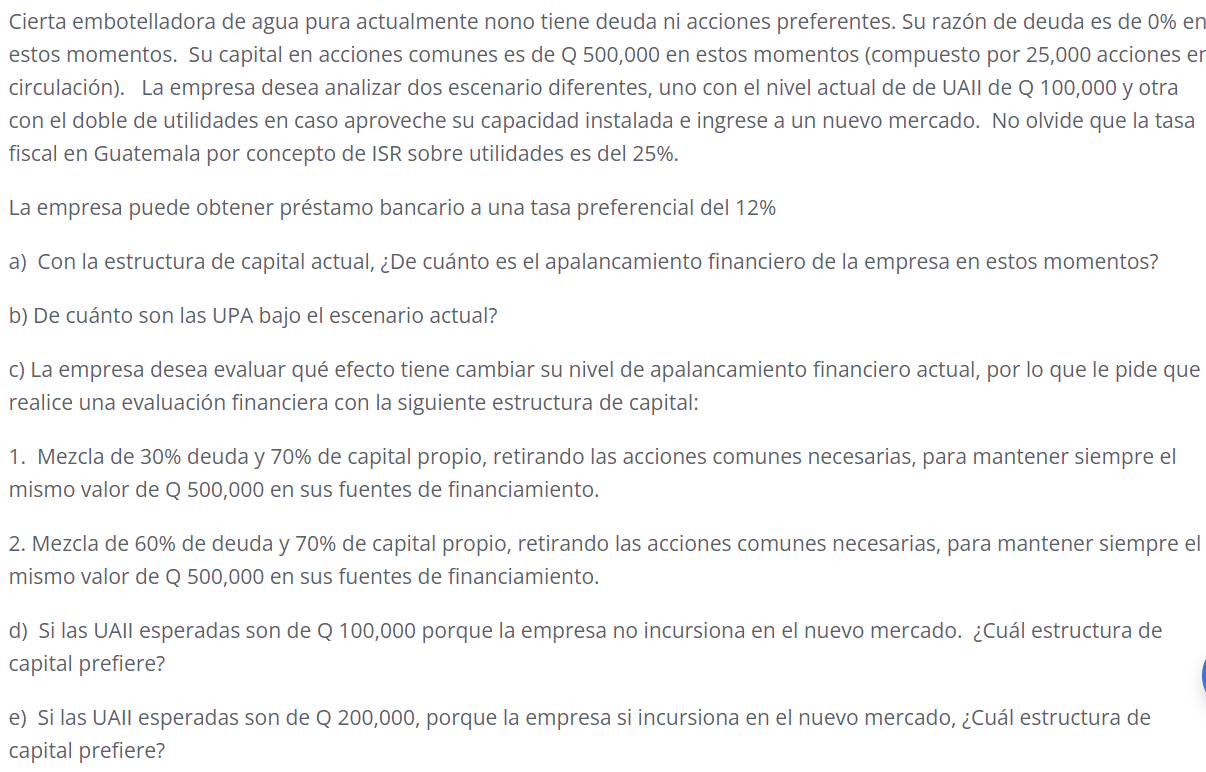 Cierta embotelladora de agua pura actualmente nono tiene deuda ni acciones preferentes. Su razón de deuda es de 0% en
estos momentos. Su capital en acciones comunes es de Q 500,000 en estos momentos (compuesto por 25,000 acciones er
circulación). La empresa desea analizar dos escenario diferentes, uno con el nivel actual de de UAII de Q 100,000 y otra
con el doble de utilidades en caso aproveche su capacidad instalada e ingrese a un nuevo mercado. No olvide que la tasa
fiscal en Guatemala por concepto de ISR sobre utilidades es del 25%.
La empresa puede obtener préstamo bancario a una tasa preferencial del 12%
a) Con la estructura de capital actual, ¿De cuánto es el apalancamiento financiero de la empresa en estos momentos?
b) De cuánto son las UPA bajo el escenario actual?
c) La empresa desea evaluar qué efecto tiene cambiar su nivel de apalancamiento financiero actual, por lo que le pide que
realice una evaluación financiera con la siguiente estructura de capital:
1. Mezcla de 30% deuda y 70% de capital propio, retirando las acciones comunes necesarias, para mantener siempre el
mismo valor de Q 500,000 en sus fuentes de financiamiento.
2. Mezcla de 60% de deuda y 70% de capital propio, retirando las acciones comunes necesarias, para mantener siempre el
mismo valor de Q 500,000 en sus fuentes de financiamiento.
d) Si las UAII esperadas son de Q 100,000 porque la empresa no incursiona en el nuevo mercado. ¿Cuál estructura de
capital prefiere?
e) Si las UAII esperadas son de Q 200,000, porque la empresa si incursiona en el nuevo mercado, ¿Cuál estructura de
capital prefiere?